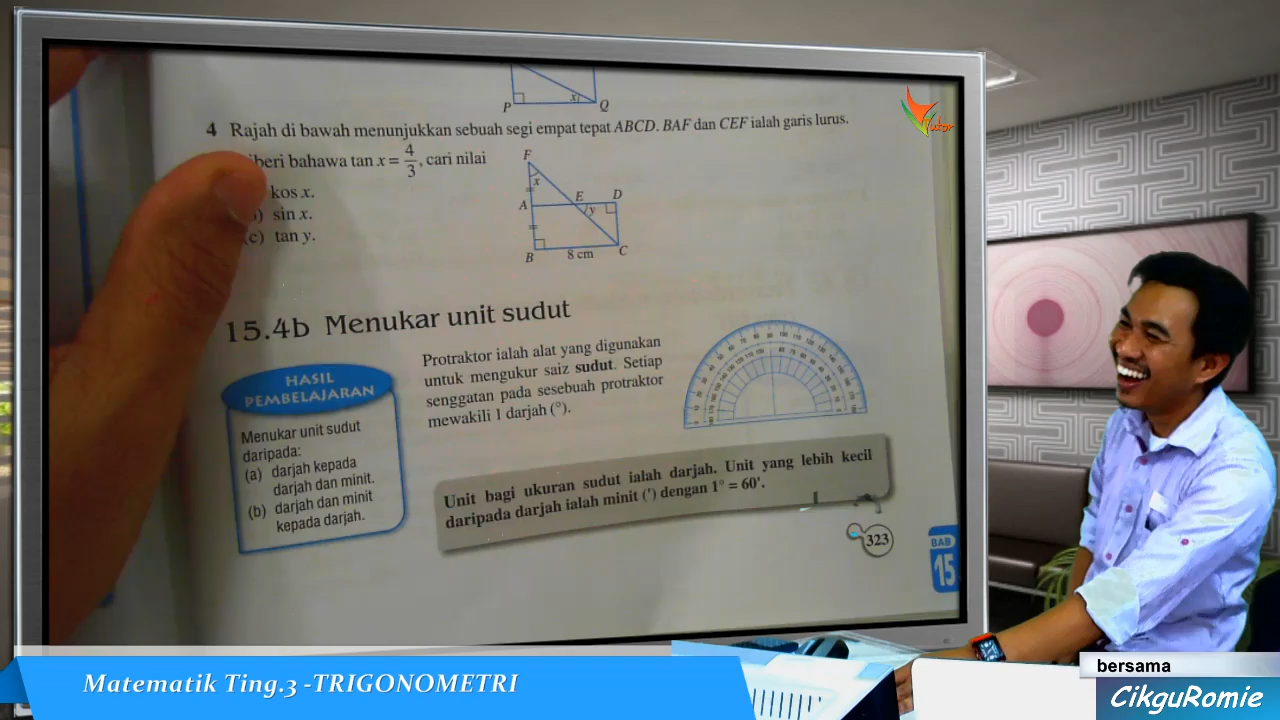 P
x
Q
4 Rajah di bawah menunjukkan sebuah segi empat tepat ABCD. BAF dan CEF ialah garis lurus.
iberi bahawa tan x = 4/3, cari nilai
kos x.
) sin x.
(c) tan y.
F
x
A
E
D
y
B
8 cm
C
15.4b Menukar unit sudut
HASIL
PEMBELAJARAN
Menukar unit sudut
daripada:
(a) darjah kepada
darjah dan minit.
(b) darjah dan minit
kepada darjah.
Protraktor ialah alat yang digunakan
untuk mengukur saiz sudut. Setiap
senggatan pada sesebuah protraktor
mewakili 1 darjah (°).
Unit bagi ukuran sudut ialah darjah. Unit yang lebih kecil
daripada darjah ialah minit (') dengan 1° = 60'.
323
BAB
15
Tutor
Matematik Ting.3 -TRIGONOMETRI
bersama
CikguRomie